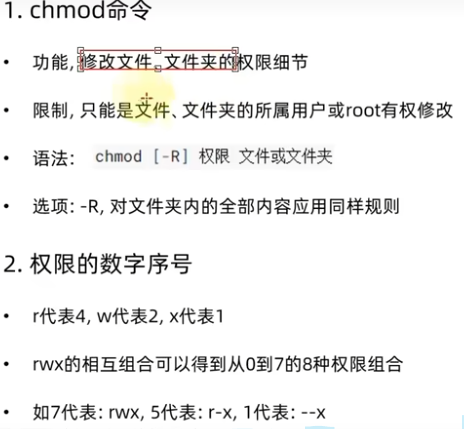 1. chmod命令
• 功能, 修改文件、文件夹的权限细节
• 限制, 只能是文件、文件夹的所属用户或root有权修改
• 语法: chmod [-R] 权限 文件或文件夹
• 选项: -R, 对文件夹内的全部内容应用同样规则
2. 权限的数字序号
• r代表4, w代表2, x代表1
• rwx的相互组合可以得到从0到7的8种权限组合
• 如7代表: rwx, 5代表: r-x, 1代表: --x